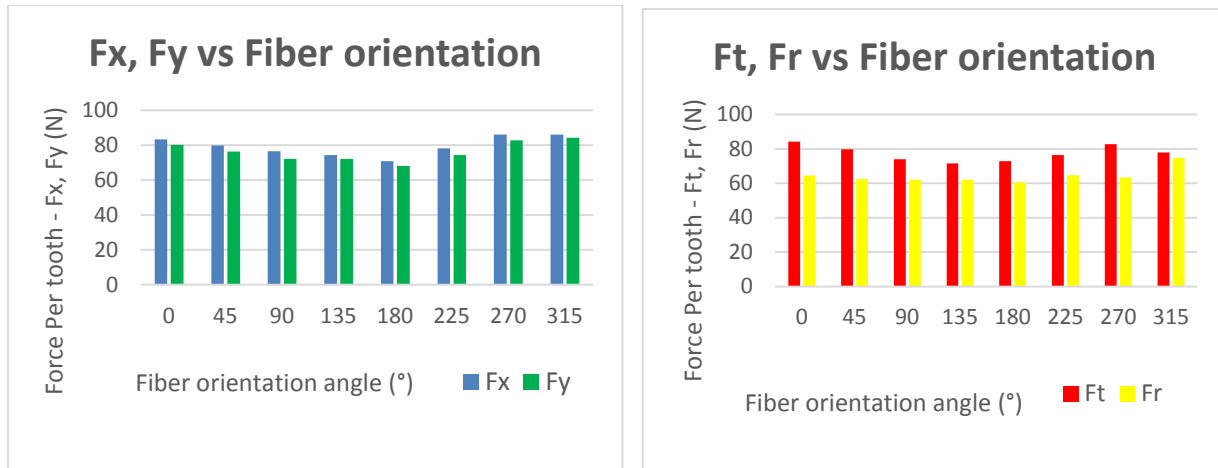 Fx, Fy vs Fiber orientation
Force Per tooth - Fx, Fy (N)
100
80
60
40
20
0
0 45 90 135 180 225 270 315
Fiber orientation angle (°)
Fx Fy
Ft, Fr vs Fiber orientation
Force Per tooth - Ft, Fr (N)
100
80
60
40
20
0
0 45 90 135 180 225 270 315
Fiber orientation angle (°)
Ft Fr